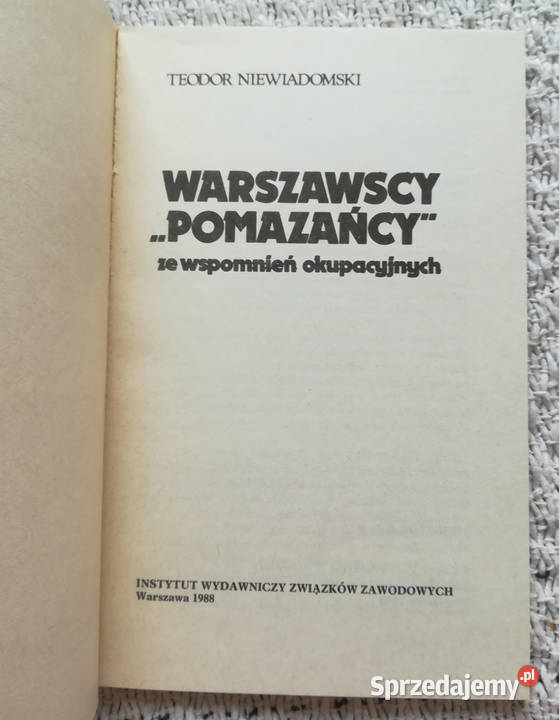 TEODOR NIEWIADOMSKI
WARSZAWSCY
„POMAZAŃCY”
ze wspomnień okupacyjnych
INSTYTUT WYDAWNICZY ZWIĄZKÓW ZAWODOWYCH
Warszawa 1988
Sprzedajemy.pl